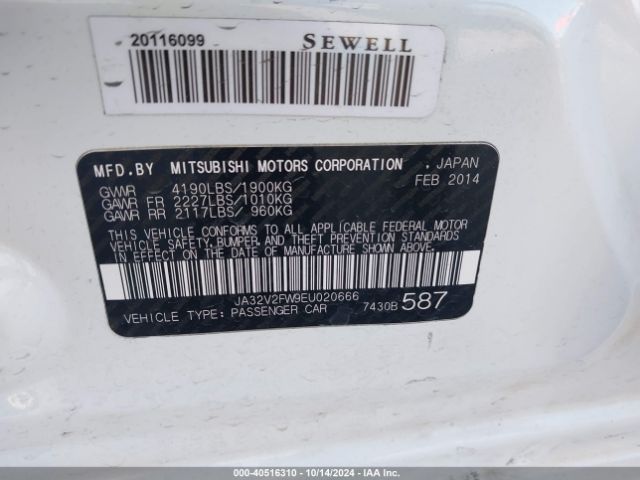 20116099 SEWELL
MFD.BY MITSUBISHI MOTORS CORPORATION . JAPAN
GVWR 4190LBS/1900KG FEB 2014
GAWR FR 2227LBS/1010KG
GAWR RR 2117LBS/ 960KG
THIS VEHICLE CONFORMS TO ALL APPLICABLE FEDERAL MOTOR
VEHICLE SAFETY, BUMPER, AND THEFT PREVENTION STANDARDS
IN EFFECT ON THE DATE OF MANUFACTURE SHOWN ABOVE.
JA32V2FW9EU020666
VEHICLE TYPE: PASSENGER CAR 7430B 587
000-40516310 - 10/14/2024 - IAA Inc.